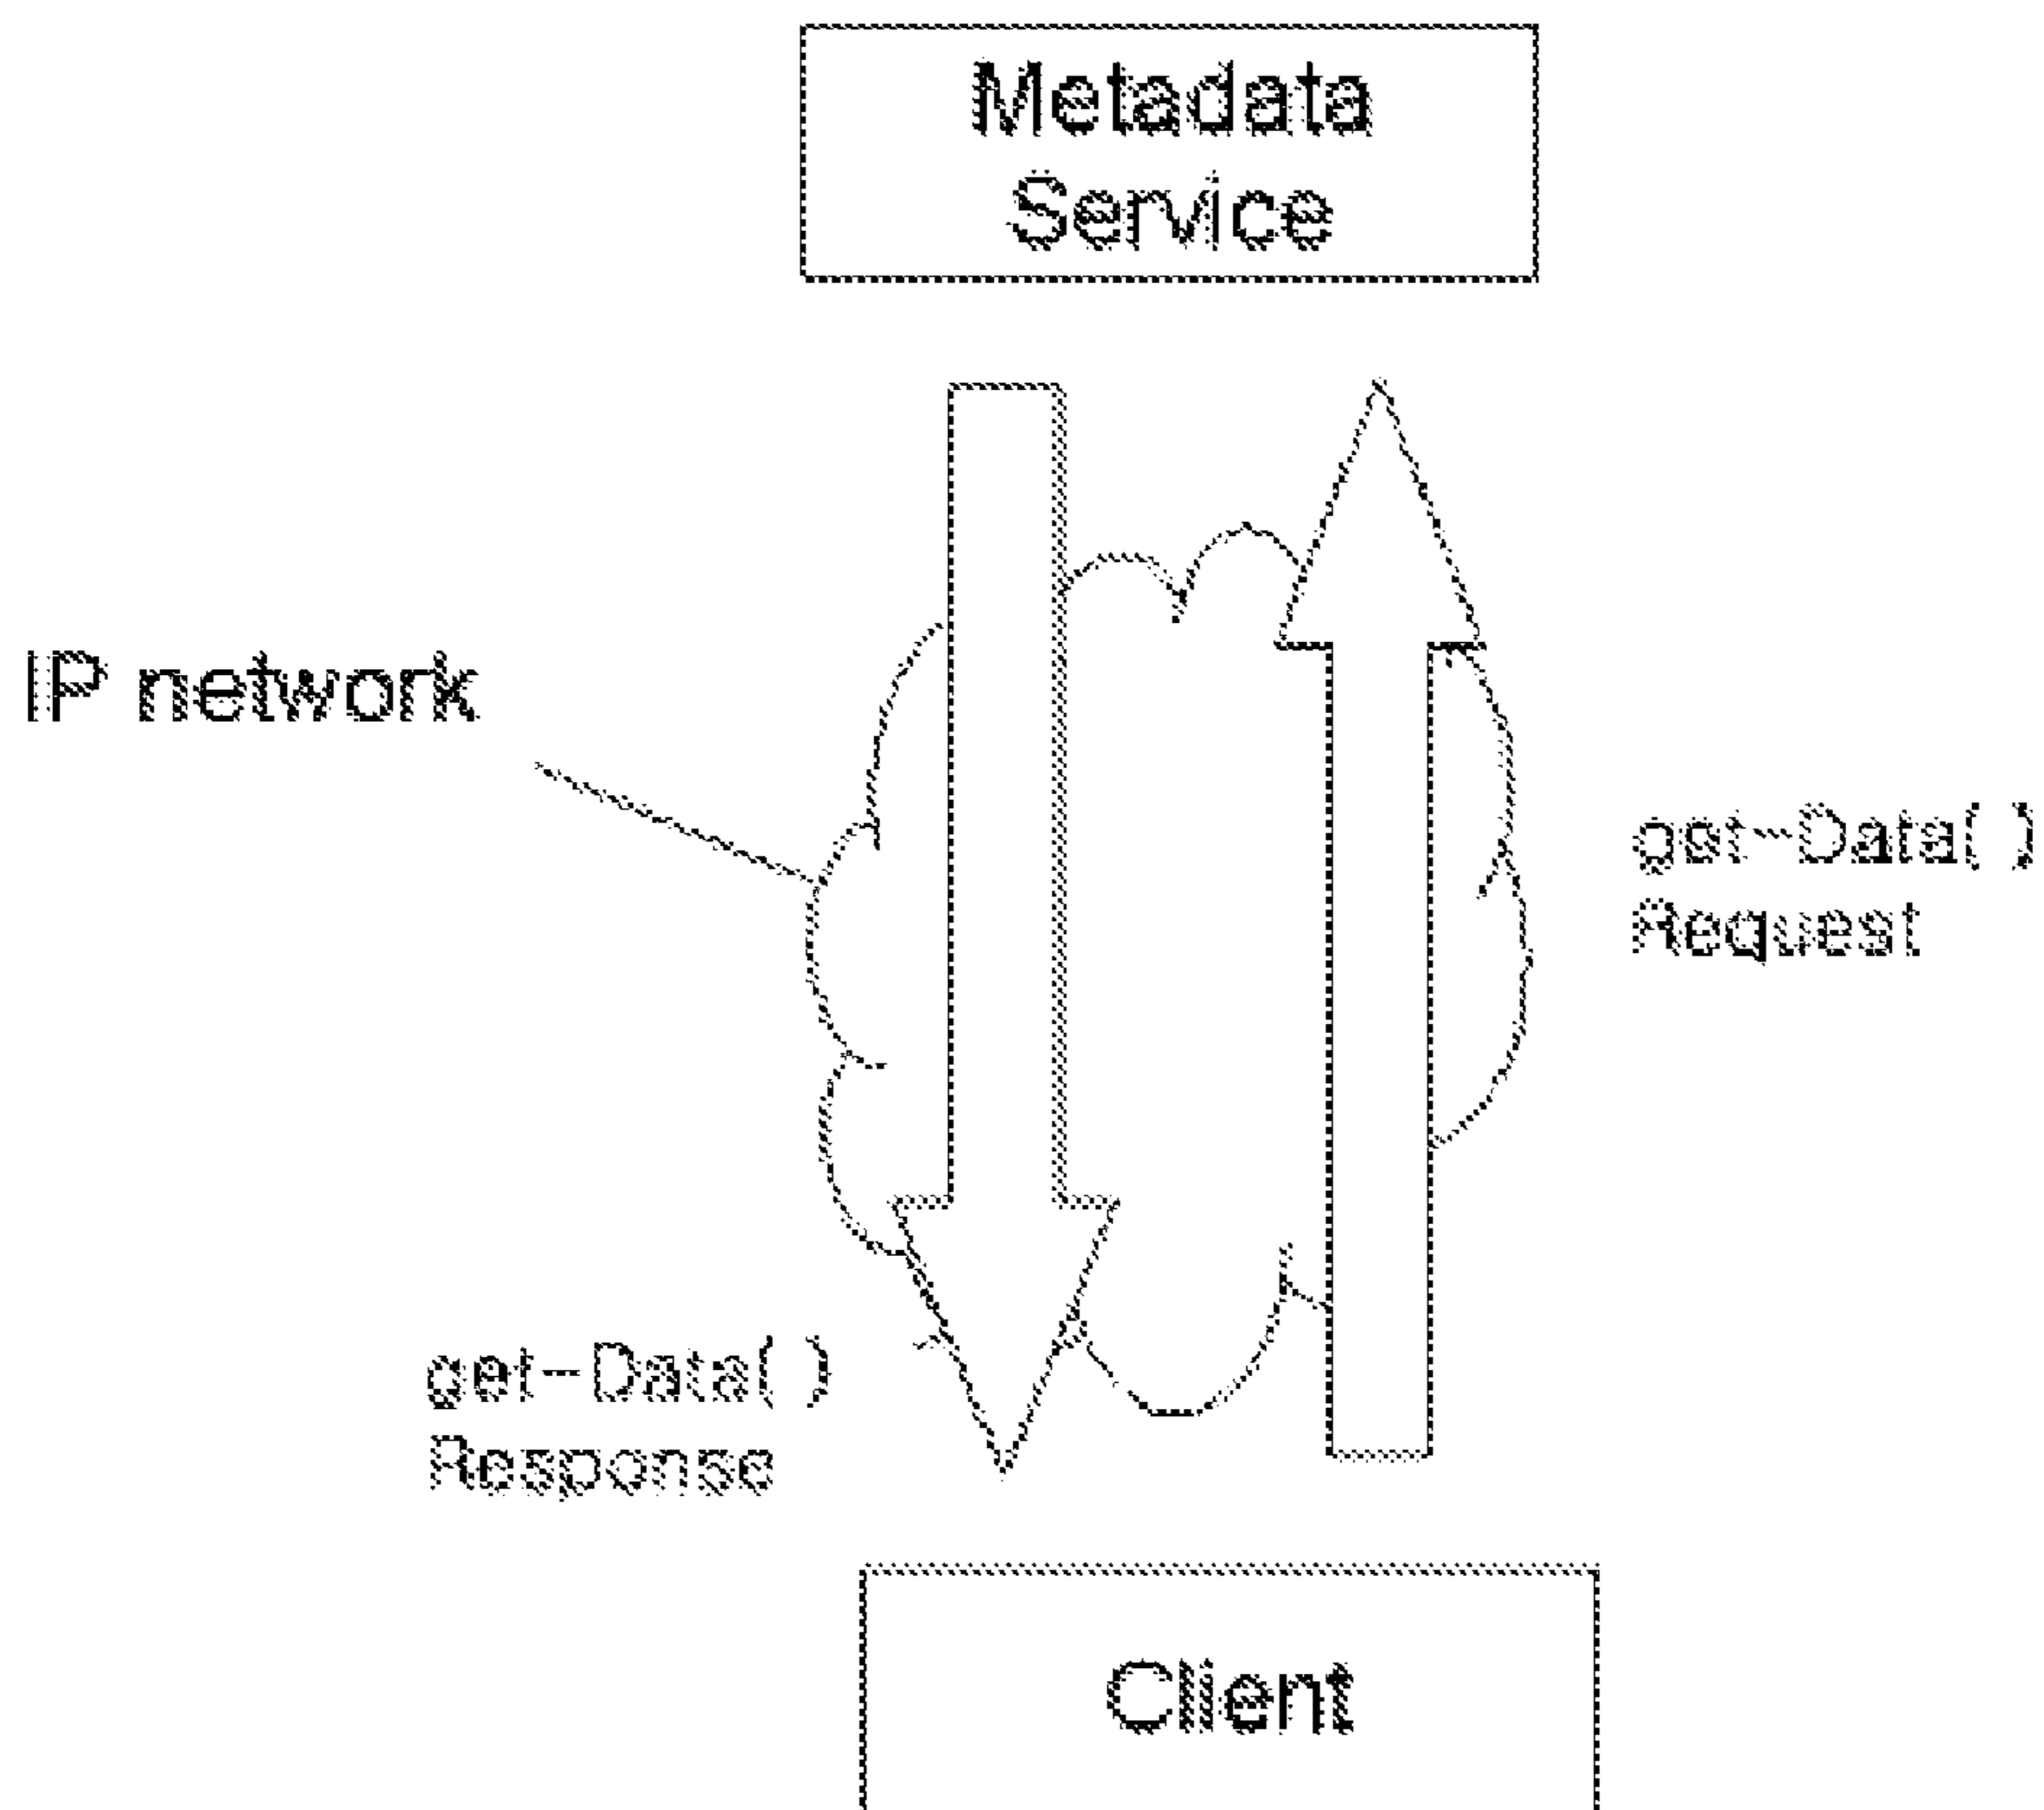 Metadata
Service
IP network
get-Data( )
Request
get-Data( )
Response
Client